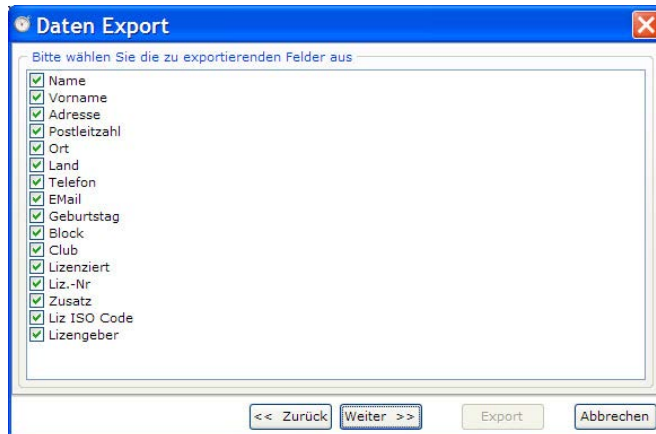 Daten Export
Bitte wählen Sie die zu exportierenden Felder aus
Name
Vorname
Adresse
Postleitzahl
Ort
Land
Telefon
EMail
Geburtstag
Block
Club
Lizenziert
Liz.-Nr
Zusatz
Liz ISO Code
Lizengeber
<< Zurück Weiter >> Export Abbrechen